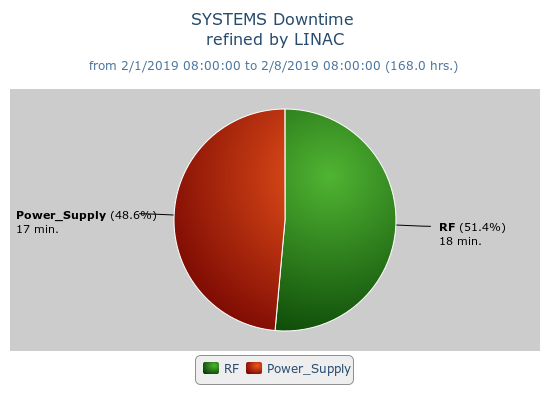 SYSTEMS Downtime
refined by LINAC
from 2/1/2019 08:00:00 to 2/8/2019 08:00:00 (168.0 hrs.)
Power_Supply (48.6%)
17 min.
RF (51.4%)
18 min.
RF Power_Supply